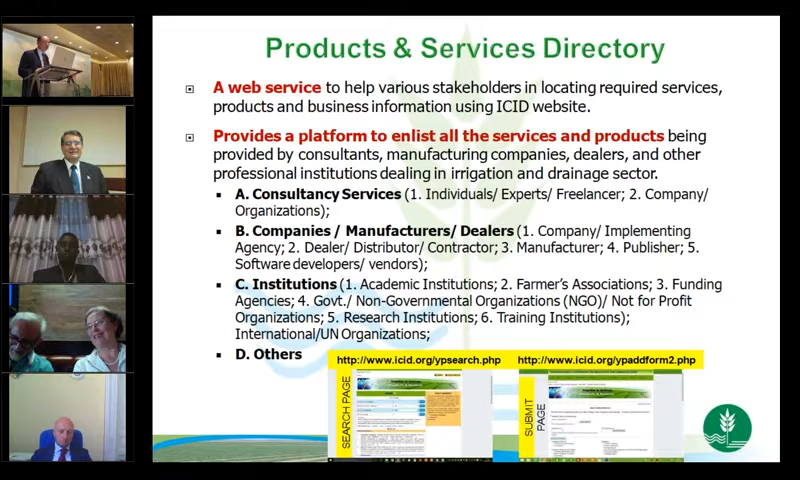 Products & Services Directory
A web service to help various stakeholders in locating required services,
products and business information using ICID website.
Provides a platform to enlist all the services and products being
provided by consultants, manufacturing companies, dealers, and other
professional institutions dealing in irrigation and drainage sector.
A. Consultancy Services (1. Individuals/ Experts/ Freelancer; 2. Company/
Organizations);
B. Companies / Manufacturers/ Dealers (1. Company/ Implementing
Agency; 2. Dealer/ Distributor/ Contractor; 3. Manufacturer; 4. Publisher; 5.
Software developers/ vendors);
C. Institutions (1. Academic Institutions; 2. Farmer's Associations; 3. Funding
Agencies; 4. Govt./ Non-Governmental Organizations (NGO)/ Not for Profit
Organizations; 5. Research Institutions; 6. Training Institutions);
International/UN Organizations;
D. Others
http://www.icid.org/ypsearch.php
http://www.icid.org/ypaddform2.php
SEARCH PAGE
SUBMIT
PAGE